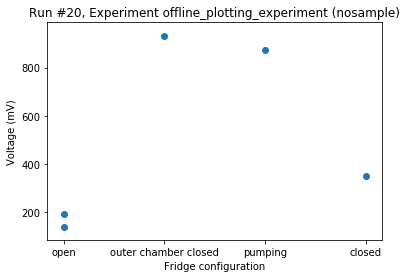 Run #20, Experiment offline_plotting_experiment (nosample)
Voltage (mV)
800
600
400
200
open outer chamber closed pumping closed
Fridge configuration